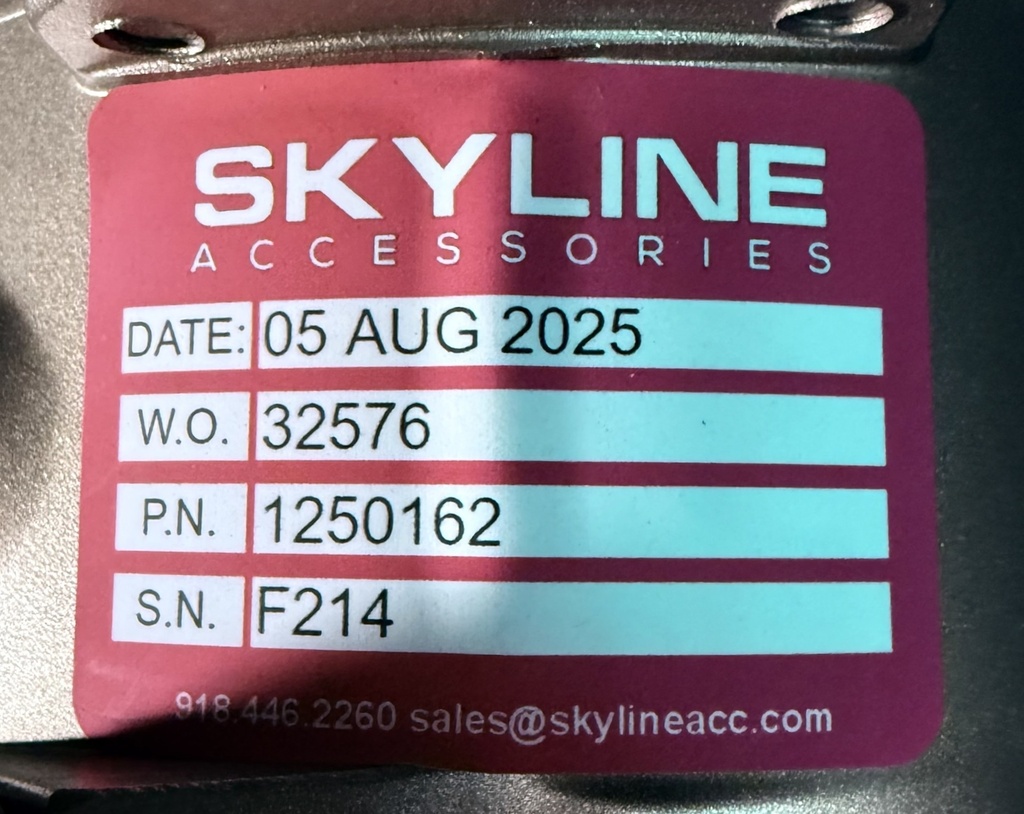 SKYLINE
ACCESSORIES
DATE: 05 AUG 2025
W.O. 32576
P.N. 1250162
S.N. F214
918.446.2260 sales@skylineacc.com